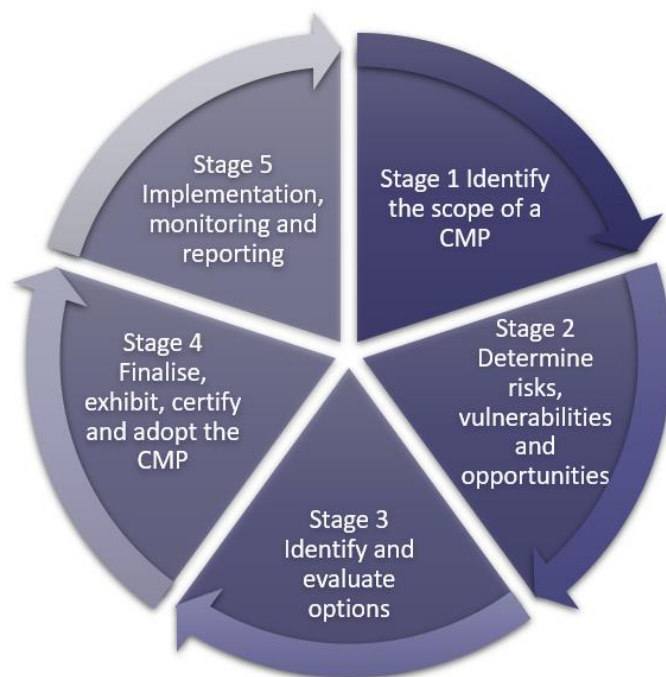 Stage 1 Identify
the scope of a
CMP
Stage 2
Determine
risks,
vulnerabilities
and
opportunities
Stage 3
Identify and
evaluate
options
Stage 4
Finalise,
exhibit, certify
and adopt the
CMP
Stage 5
Implementation,
monitoring and
reporting